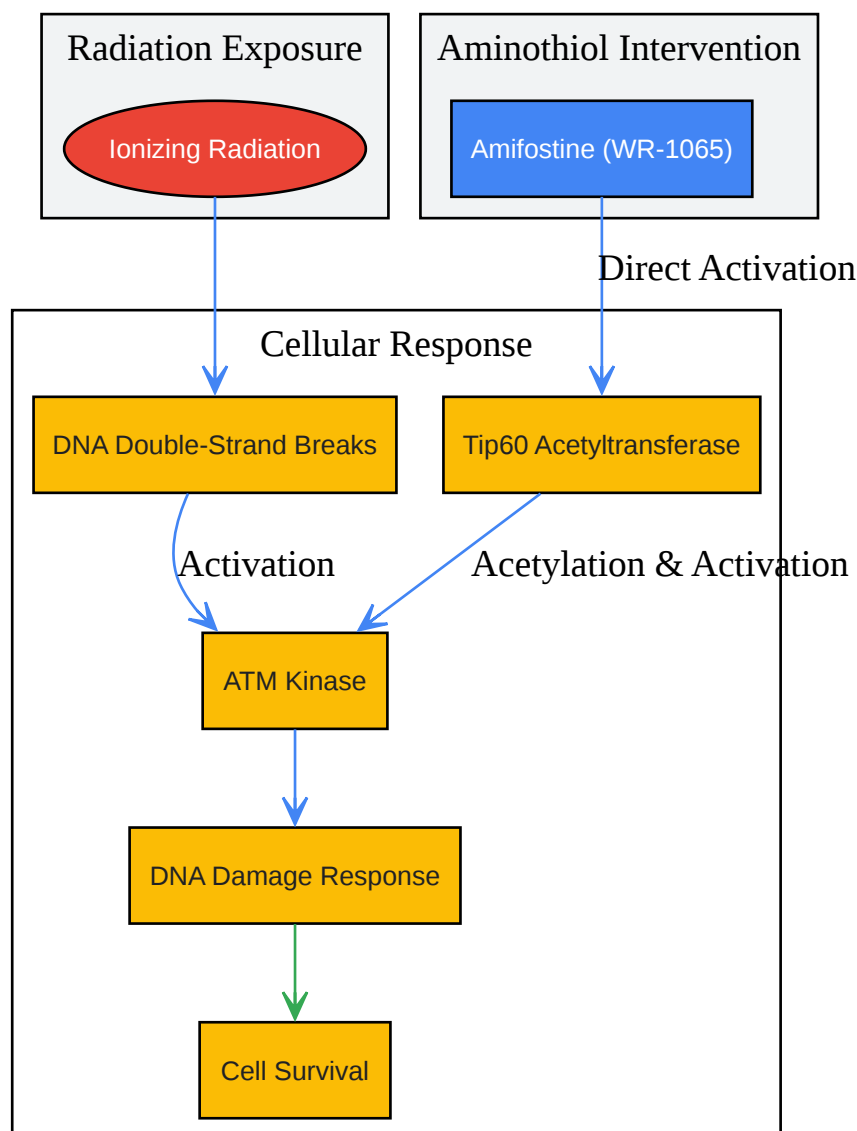 Radiation Exposure
Aminothiol Intervention
Ionizing Radiation
Amifostine (WR-1065)
Direct Activation
Cellular Response
DNA Double-Strand Breaks
Tip60 Acetyltransferase
Activation
Acetylation & Activation
ATM Kinase
DNA Damage Response
Cell Survival